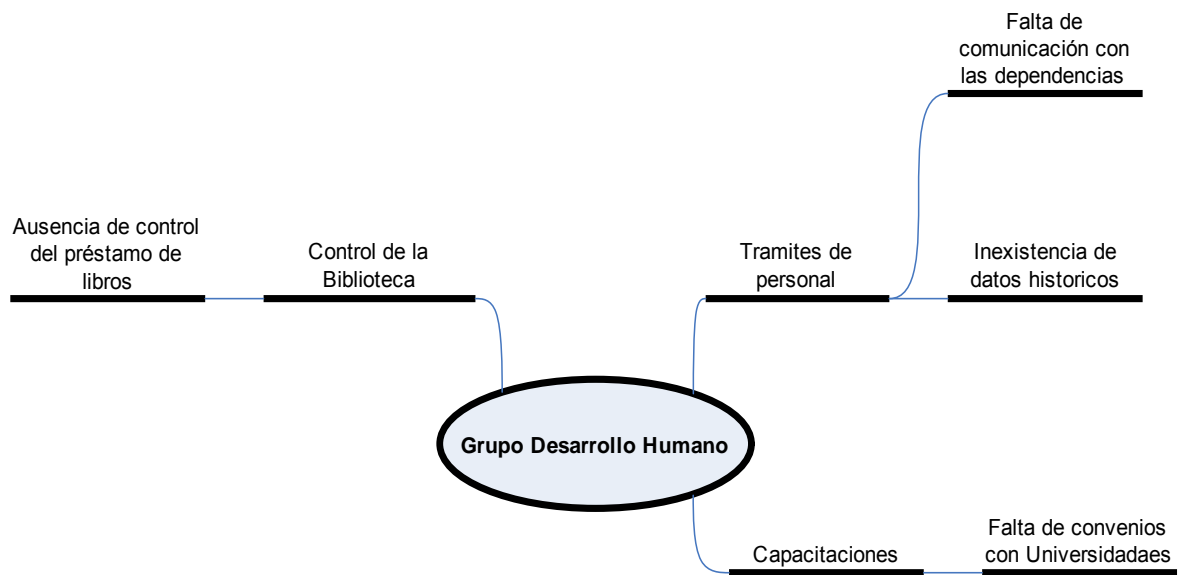 Falta de
comunicación con
las dependencias
Ausencia de control
del préstamo de
libros
Control de la
Biblioteca
Tramites de
personal
Inexistencia de
datos historicos
Grupo Desarrollo Humano
Capacitaciones
Falta de convenios
con Universidadaes